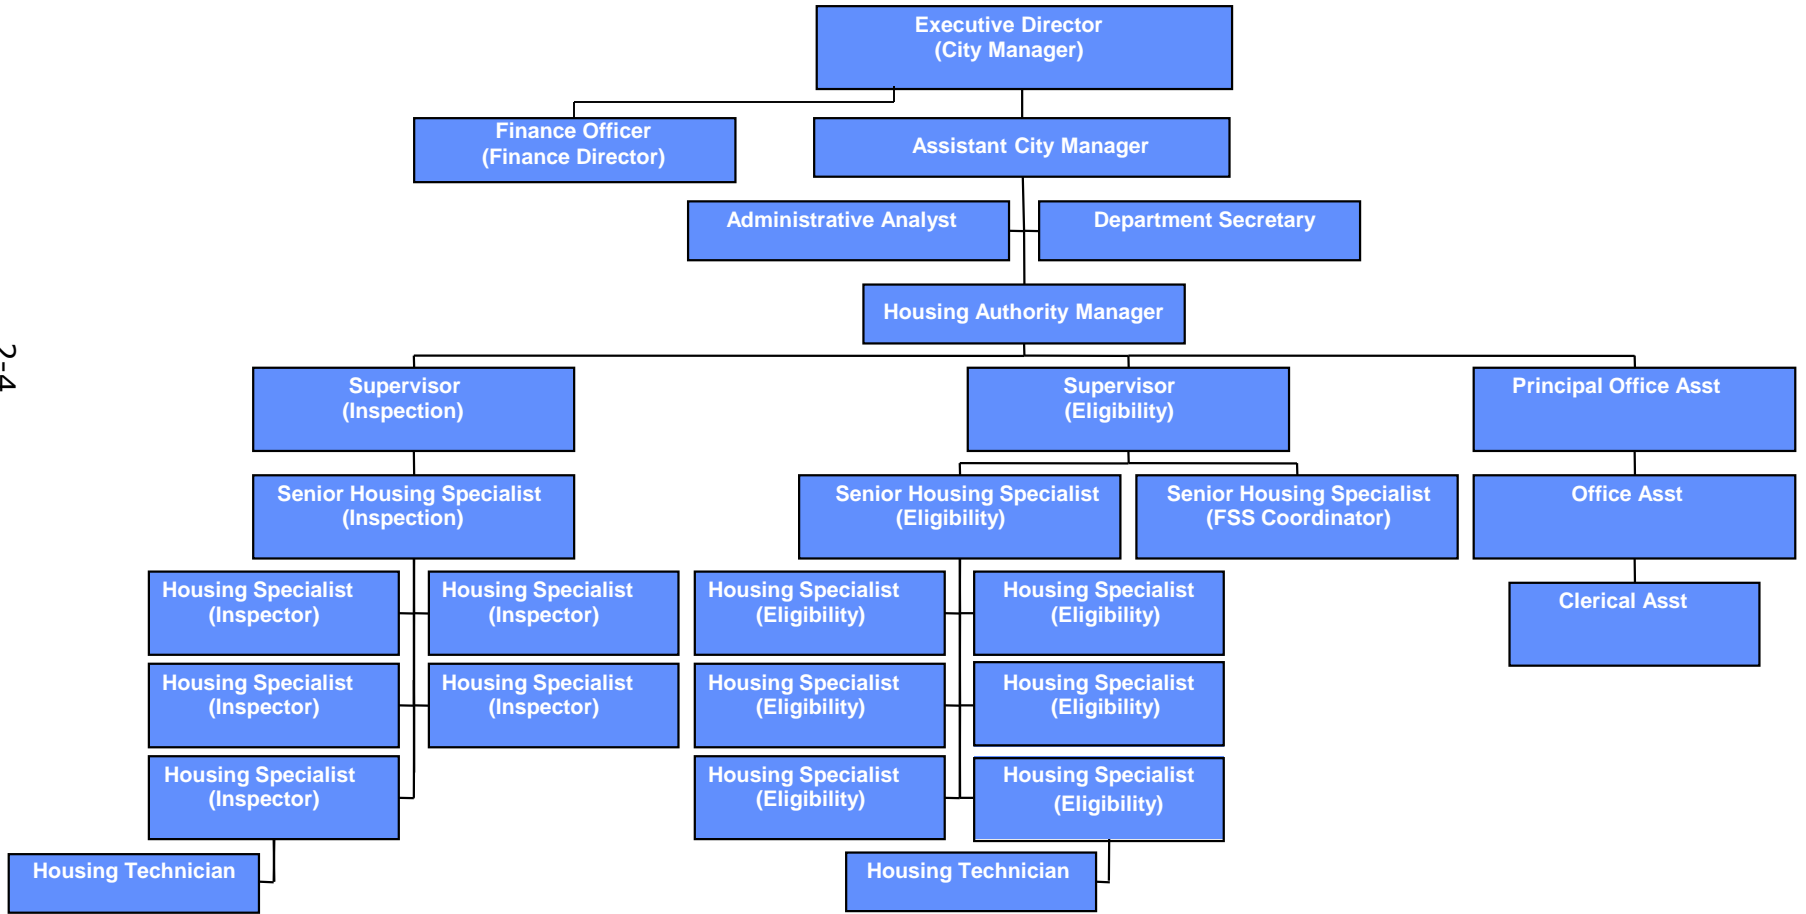 Executive Director
(City Manager)
Finance Officer
(Finance Director)
Assistant City Manager
Administrative Analyst
Department Secretary
Housing Authority Manager
2-4
Supervisor
(Inspection)
Supervisor
(Eligibility)
Principal Office Asst
Senior Housing Specialist
(Inspection)
Senior Housing Specialist
(Eligibility)
Senior Housing Specialist
(FSS Coordinator)
Office Asst
Housing Specialist
(Inspector)
Housing Specialist
(Inspector)
Housing Specialist
(Eligibility)
Housing Specialist
(Eligibility)
Clerical Asst
Housing Specialist
(Inspector)
Housing Specialist
(Inspector)
Housing Specialist
(Eligibility)
Housing Specialist
(Eligibility)
Housing Specialist
(Inspector)
Housing Specialist
(Eligibility)
Housing Specialist
(Eligibility)
Housing Technician
Housing Technician